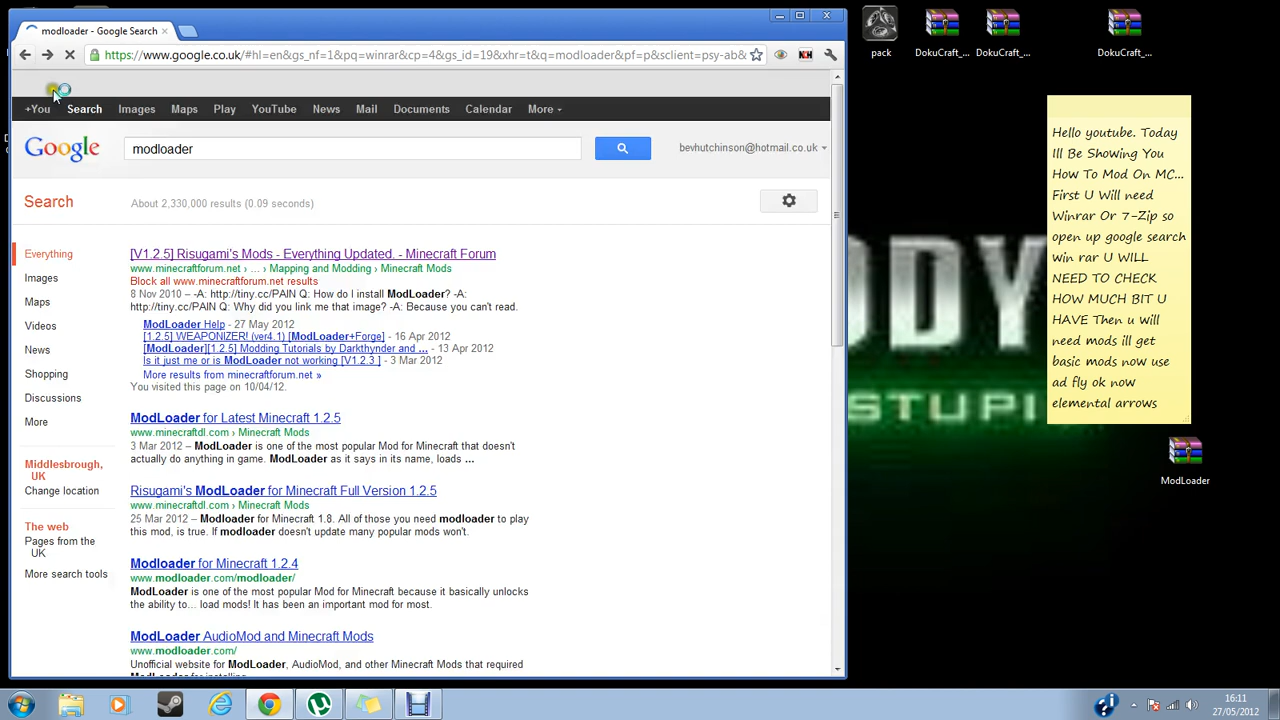 modloader - Google Search
https://www.google.co.uk/#hl=en&gs_nf=1&pq=winrar&cp=4&gs_id=19&xhr=t&q=modloader&pf=p&sclient=psy-ab&
+You Search Images Maps Play YouTube News Mail Documents Calendar More
Google modloader bevhutchinson@hotmail.co.uk
Search About 2,330,000 results (0.09 seconds)
Everything
Images
Maps
Videos
News
Shopping
Discussions
More
Middlesbrough,
UK
Change location
The web
Pages from the
UK
More search tools
[V1.2.5] Risugami's Mods - Everything Updated. - Minecraft Forum
www.minecraftforum.net › ... › Mapping and Modding › Minecraft Mods
Block all www.minecraftforum.net results
8 Nov 2010 – -A: http://tiny.cc/PAIN Q: How do I install ModLoader? -A:
http://tiny.cc/PAIN Q: Why did you link me that image? -A: Because you can't read.
ModLoader Help - 27 May 2012
[1.2.5] WEAPONIZER! (ver4.1) [ModLoader+Forge] - 16 Apr 2012
[ModLoader][1.2.5] Modding Tutorials by Darkthynder and ... - 13 Apr 2012
Is it just me or is ModLoader not working [V1.2.3 ] - 3 Mar 2012
More results from minecraftforum.net »
You visited this page on 10/04/12.
ModLoader for Latest Minecraft 1.2.5
www.minecraftdl.com › Minecraft Mods
3 Mar 2012 – ModLoader is one of the most popular Mod for Minecraft that doesn't
actually do anything in game. ModLoader as it says in its name, loads ...
Risugami's ModLoader for Minecraft Full Version 1.2.5
www.minecraftdl.com › Minecraft Mods
25 Mar 2012 – Modloader for Minecraft 1.8. All of those you need modloader to play
this mod, is true. If modloader doesn't update many popular mods won't.
Modloader for Minecraft 1.2.4
www.modloader.com/modloader/
ModLoader is one of the most popular Mod for Minecraft because it basically unlocks
the ability to... load mods! It has been an important mod for most.
ModLoader AudioMod and Minecraft Mods
www.modloader.com/
Unofficial website for ModLoader, AudioMod, and other Minecraft Mods that required
pack
DokuCraft_...
DokuCraft_...
DokuCraft_...
Hello youtube. Today
Ill Be Showing You
How To Mod On MC...
First U Will need
Winrar Or 7-Zip so
open up google search
win rar U WILL
NEED TO CHECK
HOW MUCH BIT U
HAVE Then u will
need mods ill get
basic mods now use
ad fly ok now
elemental arrows
ModLoader
STUPI
16:11
27/05/2012